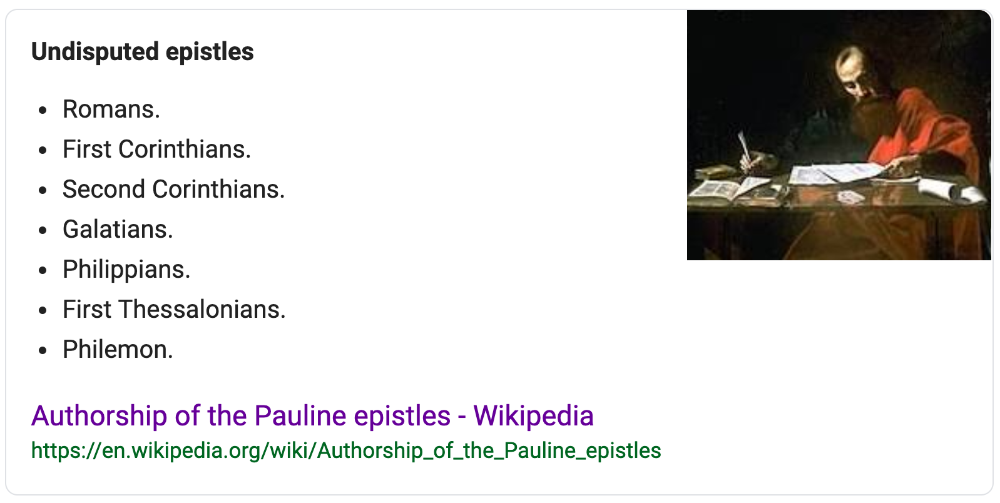 Undisputed epistles
Romans.
First Corinthians.
Second Corinthians.
Galatians.
Philippians.
First Thessalonians.
Philemon.
Authorship of the Pauline epistles - Wikipedia
https://en.wikipedia.org/wiki/Authorship_of_the_Pauline_epistles